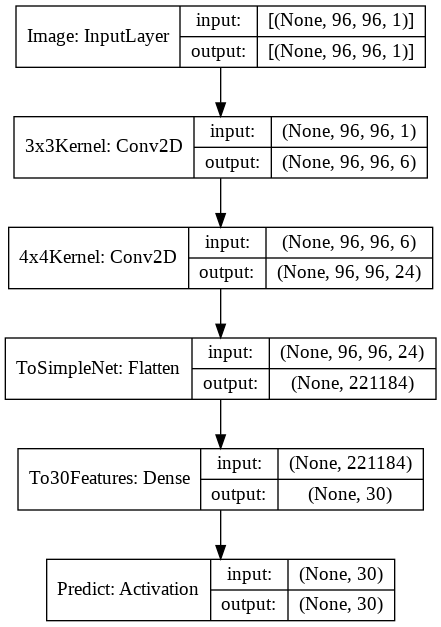 Image: InputLayer
input: [(None, 96, 96, 1)]
output: [(None, 96, 96, 1)]
3x3Kernel: Conv2D
input: (None, 96, 96, 1)
output: (None, 96, 96, 6)
4x4Kernel: Conv2D
input: (None, 96, 96, 6)
output: (None, 96, 96, 24)
ToSimpleNet: Flatten
input: (None, 96, 96, 24)
output: (None, 221184)
To30Features: Dense
input: (None, 221184)
output: (None, 30)
Predict: Activation
input: (None, 30)
output: (None, 30)